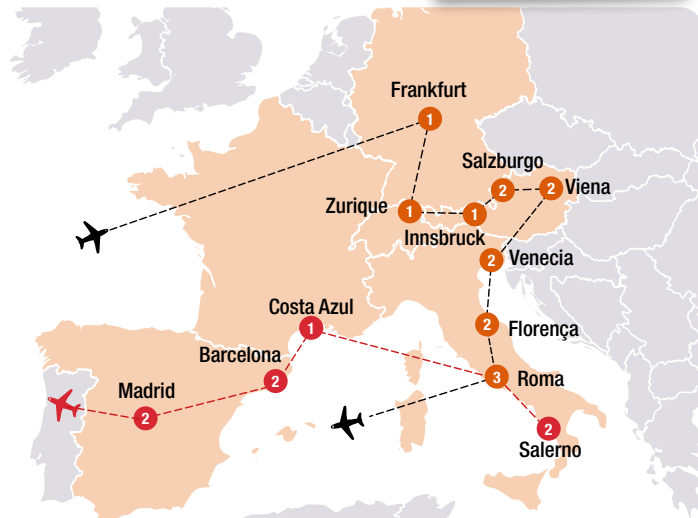 Frankfurt
1
Salzburgo
2
2
Viena
Zurique
1
1
Innsbruck
2
Venecia
Costa Azul
1
2
Florença
Barcelona
2
3
Roma
Madrid
2
2
Salerno